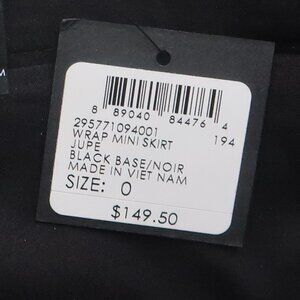 M
8 89040 84476 4
295771094001 194
WRAP MINI SKIRT
JUPE
BLACK BASE/NOIR
MADE IN VIET NAM
SIZE: 0
$149.50